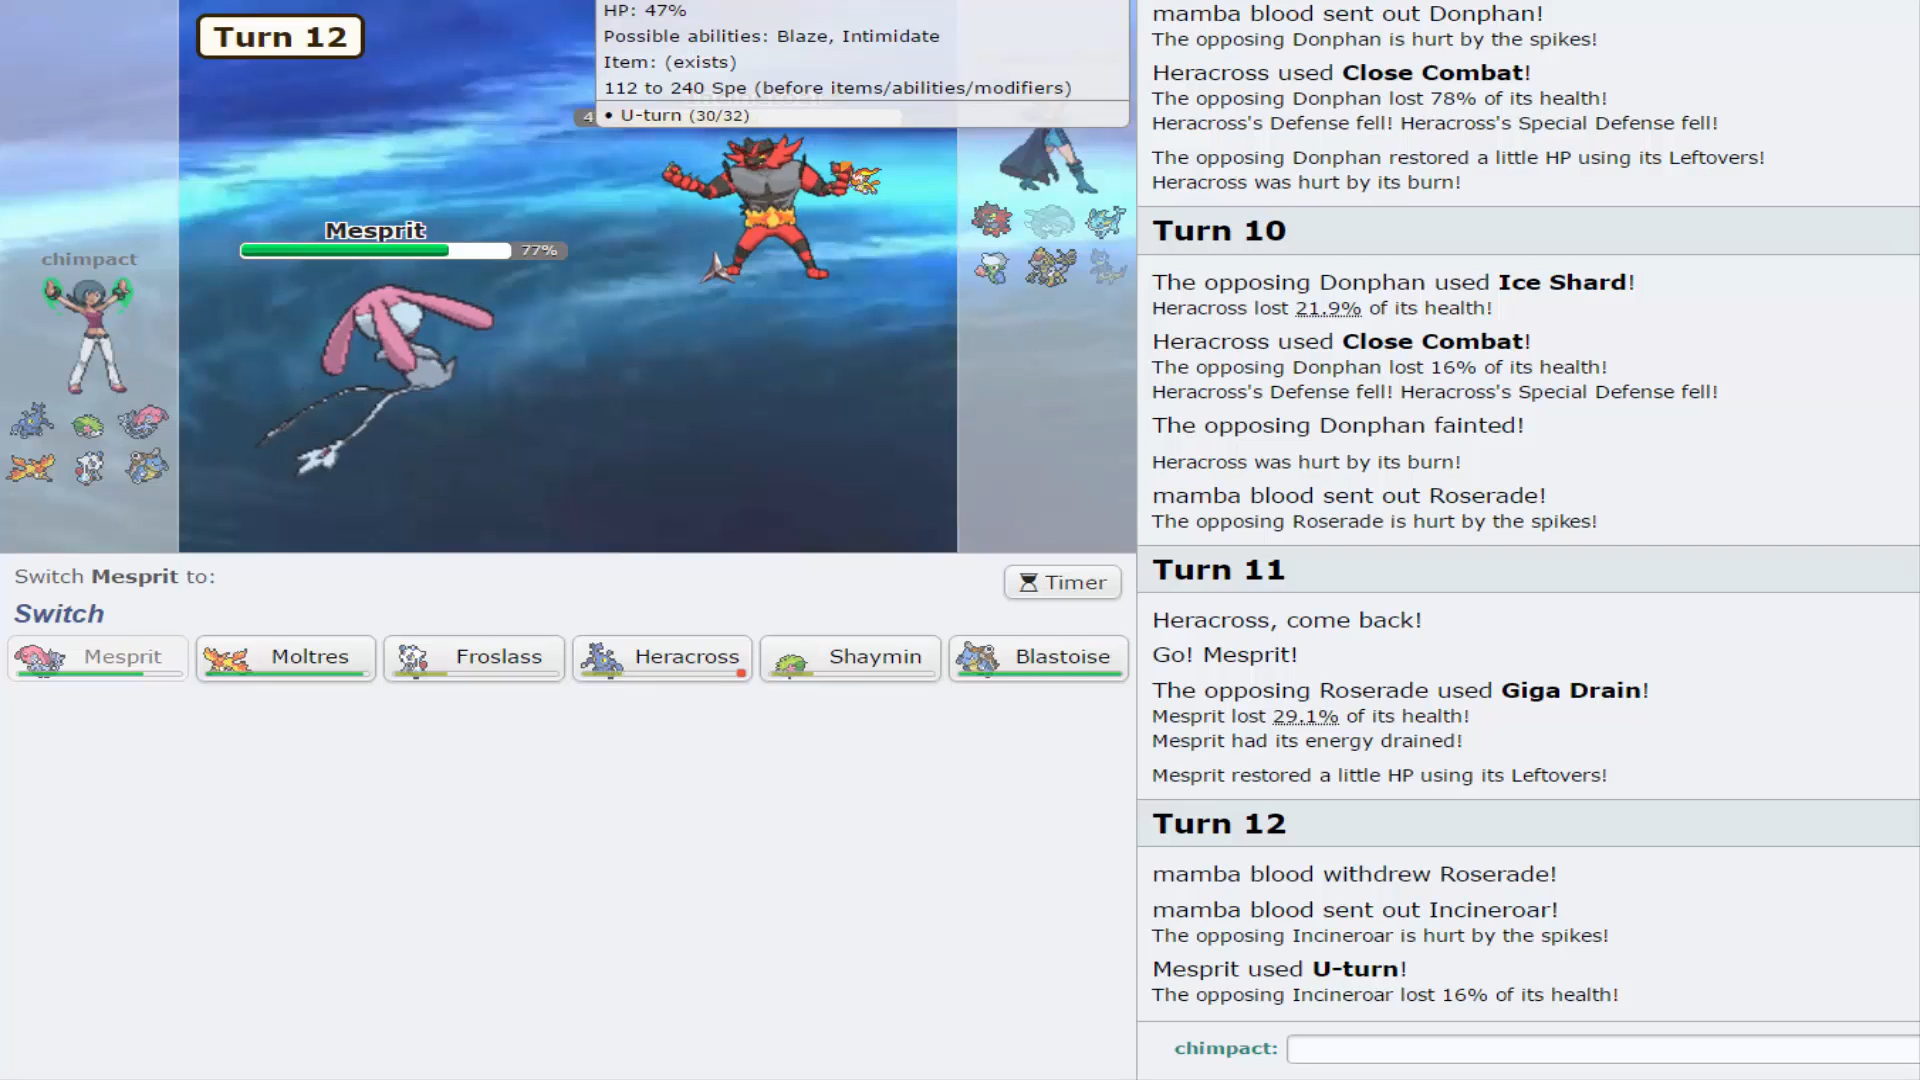 Turn 12
HP: 47%
Possible abilities: Blaze, Intimidate
Item: (exists)
112 to 240 Spe (before items/abilities/modifiers)
• U-turn (30/32)
4
Mesprit
77%
chimpact
Switch Mesprit to:
Timer
Switch
Mesprit
Moltres
Froslass
Heracross
Shaymin
Blastoise
mamba blood sent out Donphan!
The opposing Donphan is hurt by the spikes!
Heracross used Close Combat!
The opposing Donphan lost 78% of its health!
Heracross's Defense fell! Heracross's Special Defense fell!
The opposing Donphan restored a little HP using its Leftovers!
Heracross was hurt by its burn!
Turn 10
The opposing Donphan used Ice Shard!
Heracross lost 21.9% of its health!
Heracross used Close Combat!
The opposing Donphan lost 16% of its health!
Heracross's Defense fell! Heracross's Special Defense fell!
The opposing Donphan fainted!
Heracross was hurt by its burn!
mamba blood sent out Roserade!
The opposing Roserade is hurt by the spikes!
Turn 11
Heracross, come back!
Go! Mesprit!
The opposing Roserade used Giga Drain!
Mesprit lost 29.1% of its health!
Mesprit had its energy drained!
Mesprit restored a little HP using its Leftovers!
Turn 12
mamba blood withdrew Roserade!
mamba blood sent out Incineroar!
The opposing Incineroar is hurt by the spikes!
Mesprit used U-turn!
The opposing Incineroar lost 16% of its health!
chimpact: